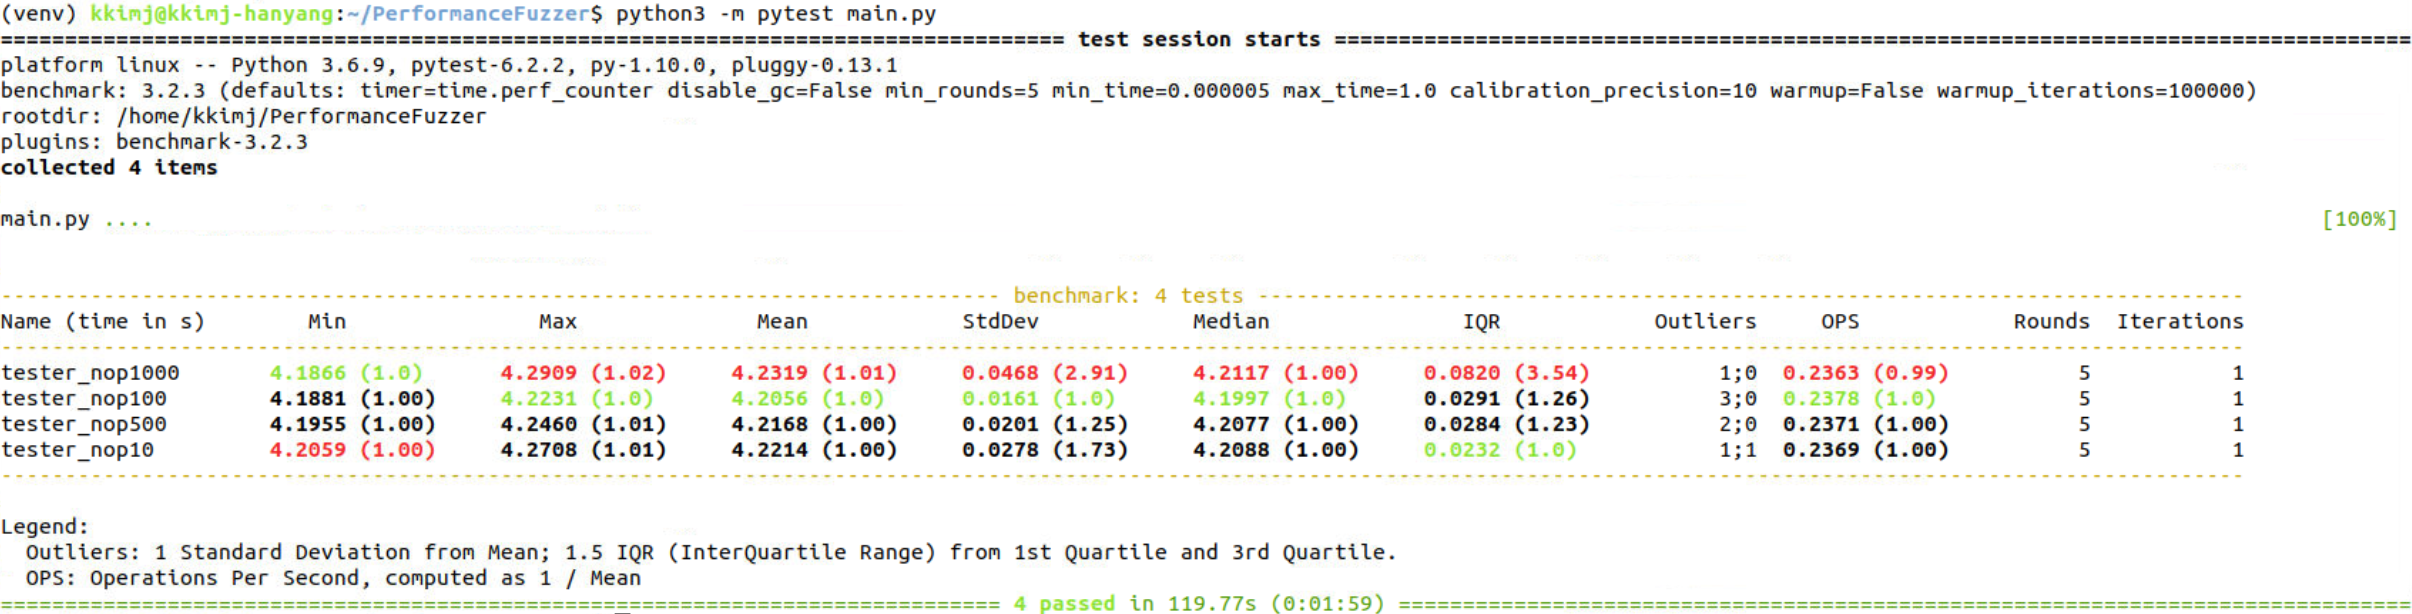 (venv) kkimj@kkimj-hanyang:~/PerformanceFuzzer$ python3 -m pytest main.py
=================================================================================== test session starts ====================================================================================
platform linux -- Python 3.6.9, pytest-6.2.2, py-1.10.0, pluggy-0.13.1
benchmark: 3.2.3 (defaults: timer=time.perf_counter disable_gc=False min_rounds=5 min_time=0.000005 max_time=1.0 calibration_precision=10 warmup=False warmup_iterations=100000)
rootdir: /home/kkimj/PerformanceFuzzer
plugins: benchmark-3.2.3
collected 4 items
main.py .... [100%]
------------------------------------------------------------------------------ benchmark: 4 tests -----------------------------------------------------------------------------
Name (time in s) Min Max Mean StdDev Median IQR Outliers OPS Rounds Iterations
-------------------------------------------------------------------------------------------------------------------------------------------------------------------------------
tester_nop1000 4.1866 (1.0) 4.2909 (1.02) 4.2319 (1.01) 0.0468 (2.91) 4.2117 (1.00) 0.0820 (3.54) 1;0 0.2363 (0.99) 5 1
tester_nop100 4.1881 (1.00) 4.2231 (1.0) 4.2056 (1.0) 0.0161 (1.0) 4.1997 (1.0) 0.0291 (1.26) 3;0 0.2378 (1.0) 5 1
tester_nop500 4.1955 (1.00) 4.2460 (1.01) 4.2168 (1.00) 0.0201 (1.25) 4.2077 (1.00) 0.0284 (1.23) 2;0 0.2371 (1.00) 5 1
tester_nop10 4.2059 (1.00) 4.2708 (1.01) 4.2214 (1.00) 0.0278 (1.73) 4.2088 (1.00) 0.0232 (1.0) 1;1 0.2369 (1.00) 5 1
-------------------------------------------------------------------------------------------------------------------------------------------------------------------------------
Legend:
Outliers: 1 Standard Deviation from Mean; 1.5 IQR (InterQuartile Range) from 1st Quartile and 3rd Quartile.
OPS: Operations Per Second, computed as 1 / Mean
============================================================================== 4 passed in 119.77s (0:01:59) ===============================================================================